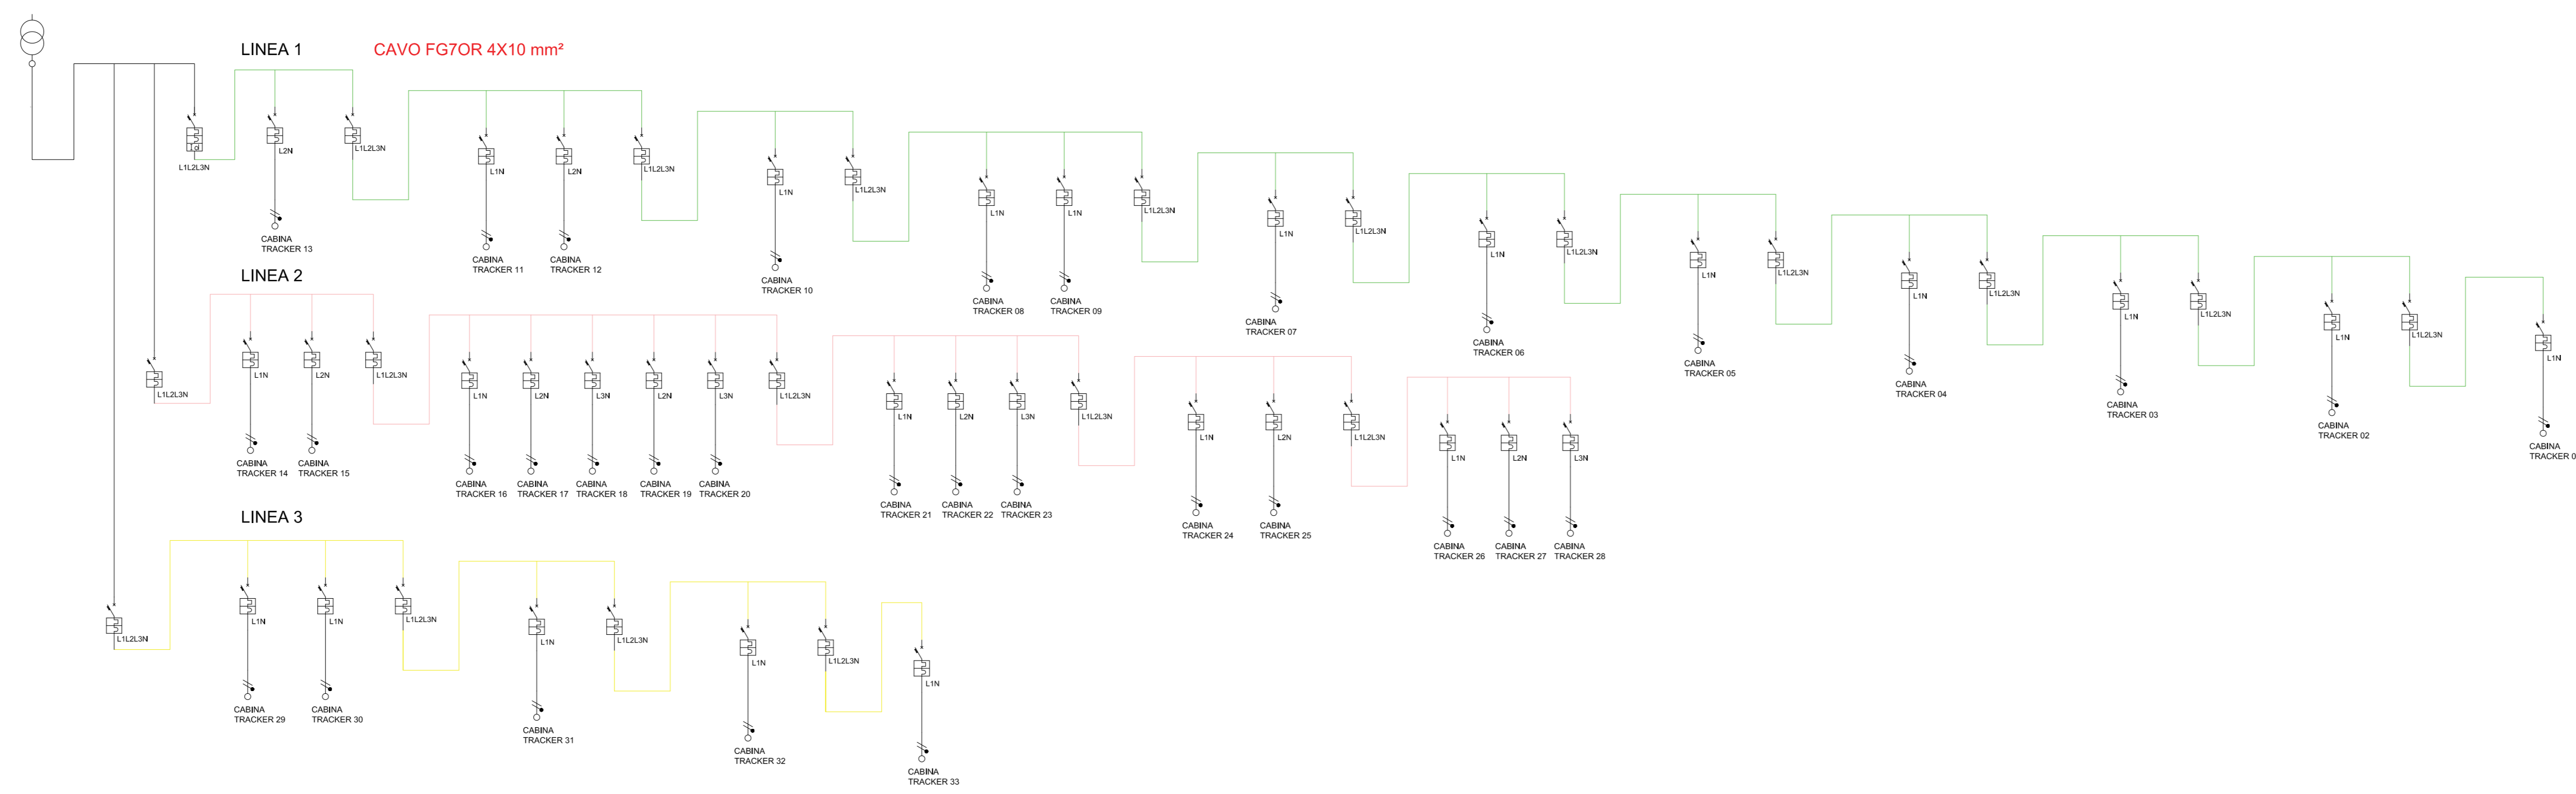 LINEA 1
CAVO FG7OR 4X10 mm²
L1L2L3N
L2N
L1L2L3N
CABINA
TRACKER 13
L1N
L2N
L1L2L3N
CABINA
TRACKER 11
CABINA
TRACKER 12
L1N
L1L2L3N
CABINA
TRACKER 10
L1N
L1N
L1L2L3N
CABINA
TRACKER 08
CABINA
TRACKER 09
L1N
L1L2L3N
CABINA
TRACKER 07
L1N
L1L2L3N
CABINA
TRACKER 06
L1N
L1L2L3N
CABINA
TRACKER 05
L1N
L1L2L3N
CABINA
TRACKER 04
L1N
L1L2L3N
CABINA
TRACKER 03
L1N
L1L2L3N
CABINA
TRACKER 02
L1N
CABINA
TRACKER 0
LINEA 2
L1L2L3N
L1N
L2N
L1L2L3N
CABINA
TRACKER 14
CABINA
TRACKER 15
L1N
L2N
L3N
L2N
L3N
L1L2L3N
CABINA
TRACKER 16
CABINA
TRACKER 17
CABINA
TRACKER 18
CABINA
TRACKER 19
CABINA
TRACKER 20
L1N
L2N
L3N
L1L2L3N
CABINA
TRACKER 21
CABINA
TRACKER 22
CABINA
TRACKER 23
L1N
L2N
L1L2L3N
CABINA
TRACKER 24
CABINA
TRACKER 25
L1N
L2N
L3N
CABINA
TRACKER 26
CABINA
TRACKER 27
CABINA
TRACKER 28
LINEA 3
L1L2L3N
L1N
L1N
L1L2L3N
CABINA
TRACKER 29
CABINA
TRACKER 30
L1N
L1L2L3N
CABINA
TRACKER 31
L1N
L1L2L3N
CABINA
TRACKER 32
L1N
CABINA
TRACKER 33